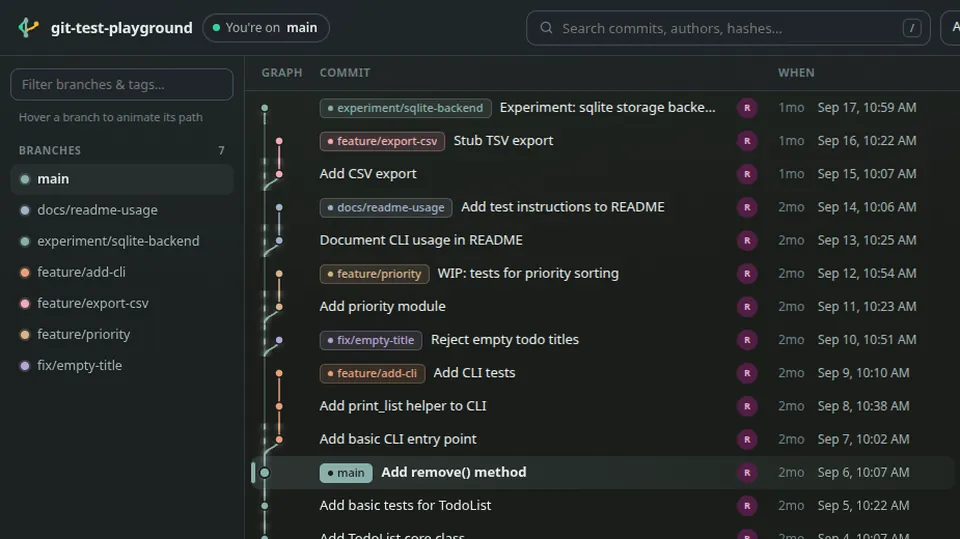 git-test-playground You're on main Search commits, authors, hashes... / A
Filter branches & tags...
Hover a branch to animate its path
BRANCHES 7
main
docs/readme-usage
experiment/sqlite-backend
feature/add-cli
feature/export-csv
feature/priority
fix/empty-title
GRAPH COMMIT WHEN
experiment/sqlite-backend Experiment: sqlite storage backe... R 1mo Sep 17, 10:59 AM
feature/export-csv Stub TSV export R 1mo Sep 16, 10:22 AM
Add CSV export R 1mo Sep 15, 10:07 AM
docs/readme-usage Add test instructions to README R 2mo Sep 14, 10:06 AM
Document CLI usage in README R 2mo Sep 13, 10:25 AM
feature/priority WIP: tests for priority sorting R 2mo Sep 12, 10:54 AM
Add priority module R 2mo Sep 11, 10:23 AM
fix/empty-title Reject empty todo titles R 2mo Sep 10, 10:51 AM
feature/add-cli Add CLI tests R 2mo Sep 9, 10:10 AM
Add print_list helper to CLI R 2mo Sep 8, 10:38 AM
Add basic CLI entry point R 2mo Sep 7, 10:02 AM
main Add remove() method R 2mo Sep 6, 10:07 AM
Add basic tests for TodoList R 2mo Sep 5, 10:22 AM
Add TodoList core class R 2mo Sep 4, 10:07 AM